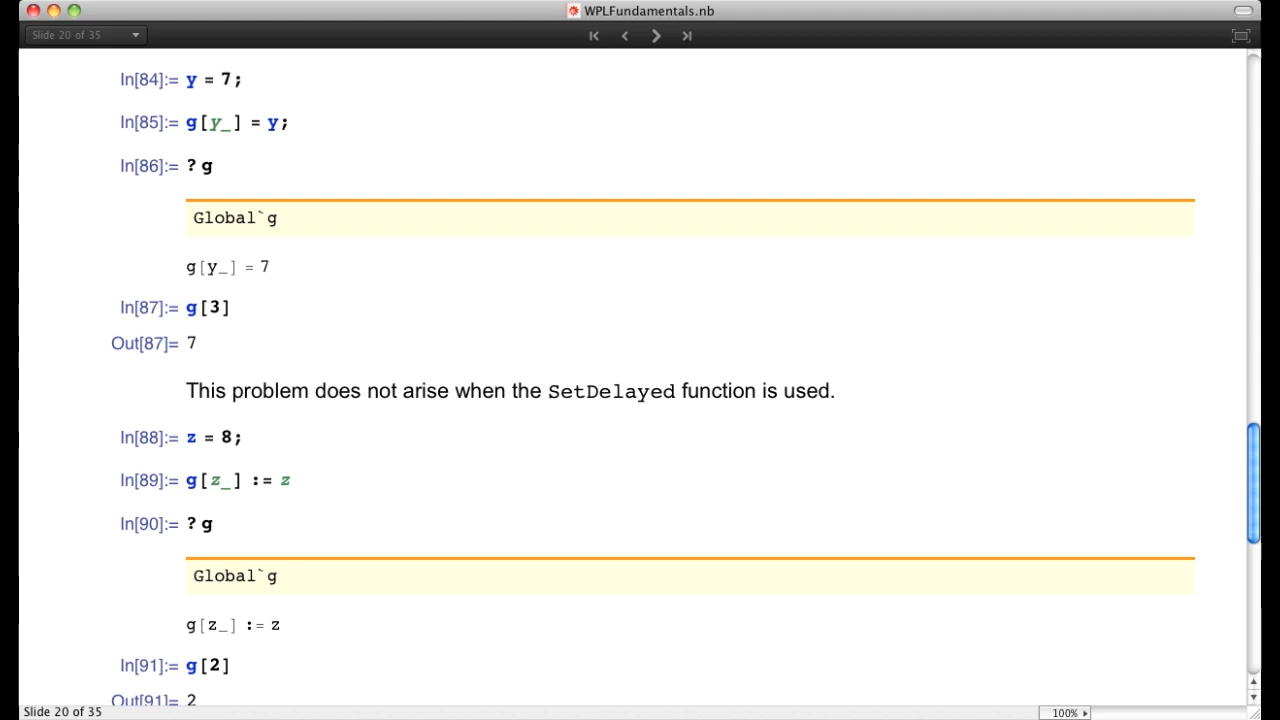 WPLFundamentals.nb
Slide 20 of 35
In[84]:= y = 7;
In[85]:= g[y_] = y;
In[86]:= ? g
Global`g
g[y_] = 7
In[87]:= g[3]
Out[87]= 7
This problem does not arise when the SetDelayed function is used.
In[88]:= z = 8;
In[89]:= g[z_] := z
In[90]:= ? g
Global`g
g[z_] := z
In[91]:= g[2]
Out[91]= 2
Slide 20 of 35
100%